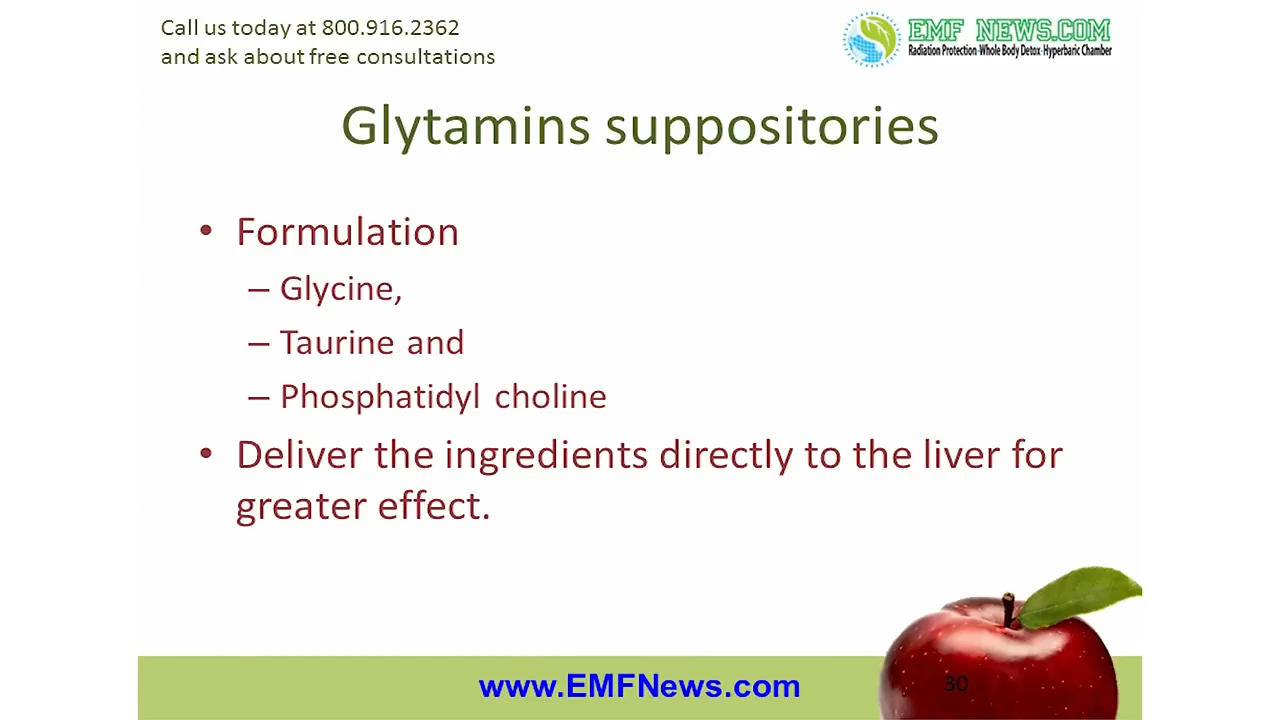 Call us today at 800.916.2362
and ask about free consultations
EMF NEWS.COM
Radiation Protection-Whole Body Detox-Hyperbaric Chamber
Glytamins suppositories
• Formulation
– Glycine,
– Taurine and
– Phosphatidyl choline
• Deliver the ingredients directly to the liver for
greater effect.
www.EMFNews.com
30